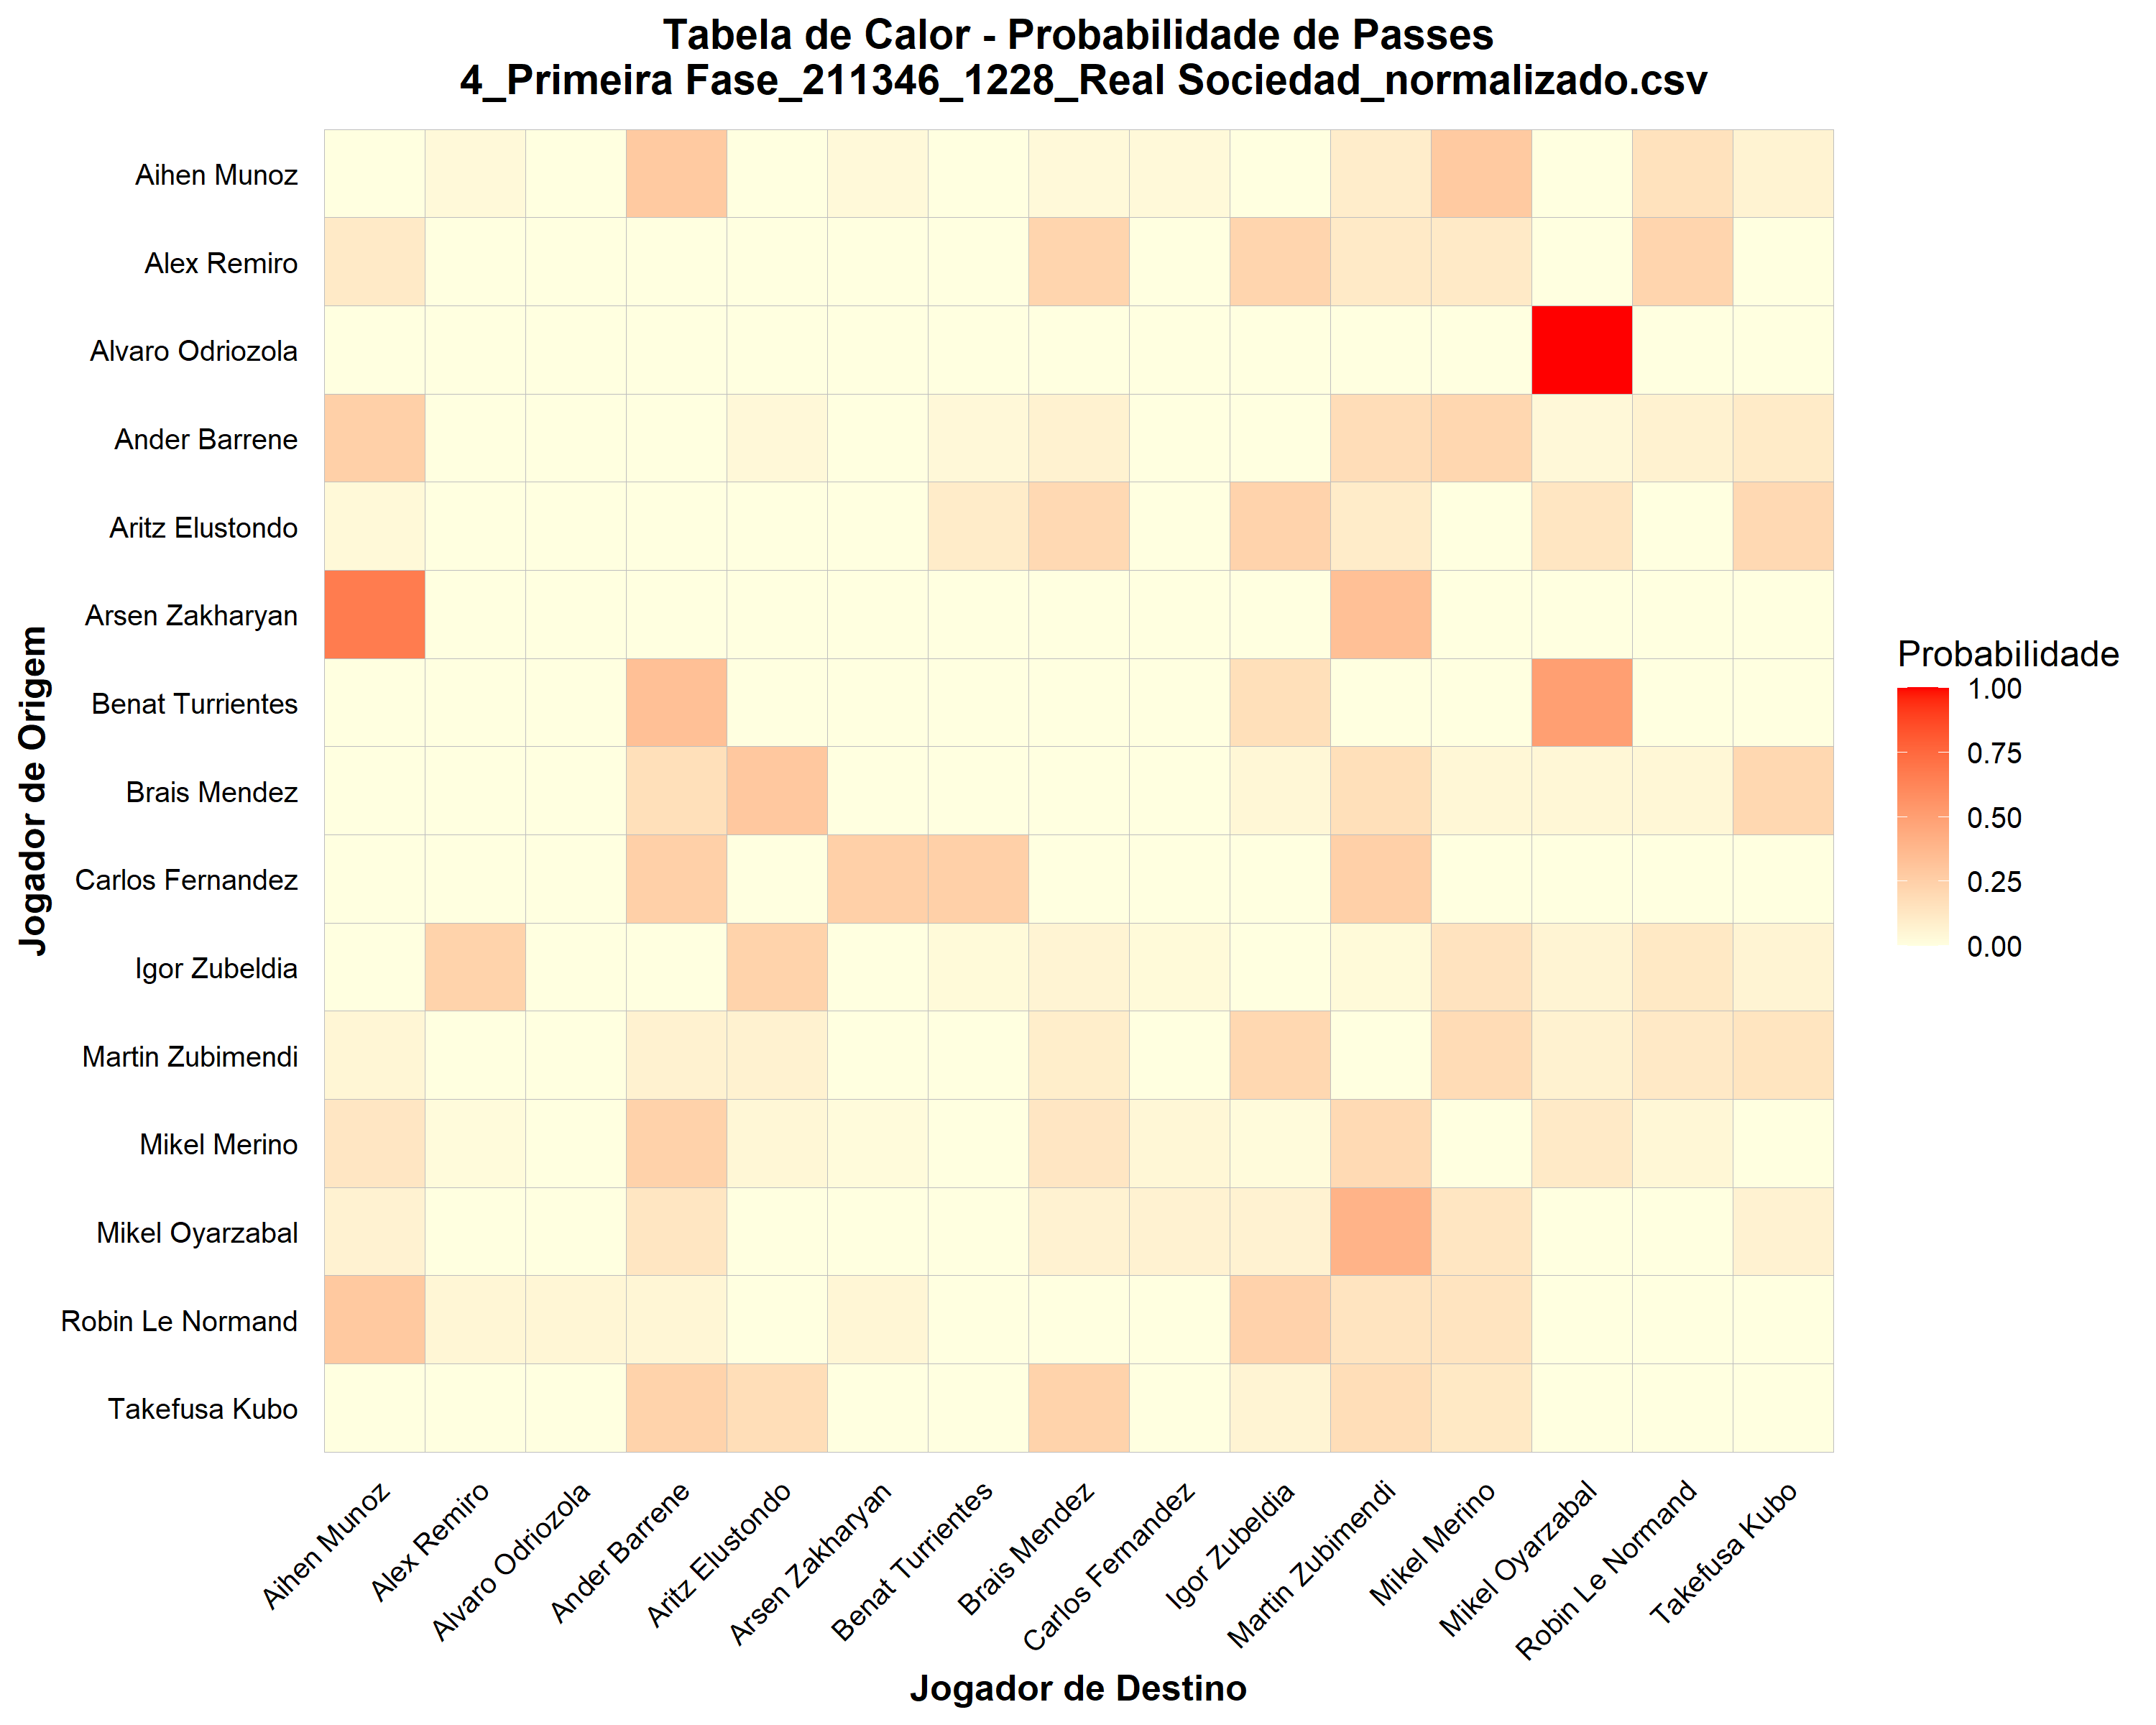 Tabela de Calor - Probabilidade de Passes
4_Primeira Fase_211346_1228_Real Sociedad_normalizado.csv
Jogador de Origem
Aihen Munoz
Alex Remiro
Alvaro Odriozola
Ander Barrene
Aritz Elustondo
Arsen Zakharyan
Benat Turrientes
Brais Mendez
Carlos Fernandez
Igor Zubeldia
Martin Zubimendi
Mikel Merino
Mikel Oyarzabal
Robin Le Normand
Takefusa Kubo
Aihen Munoz
Alex Remiro
Alvaro Odriozola
Ander Barrene
Aritz Elustondo
Arsen Zakharyan
Benat Turrientes
Brais Mendez
Carlos Fernandez
Igor Zubeldia
Martin Zubimendi
Mikel Merino
Mikel Oyarzabal
Robin Le Normand
Takefusa Kubo
Jogador de Destino
Probabilidade
1.00
0.75
0.50
0.25
0.00